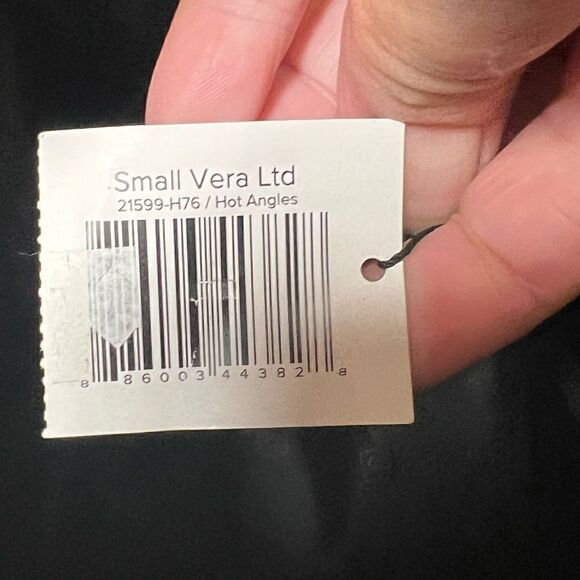 Small Vera Ltd
21599-H76 / Hot Angles
8 86003 44382 8